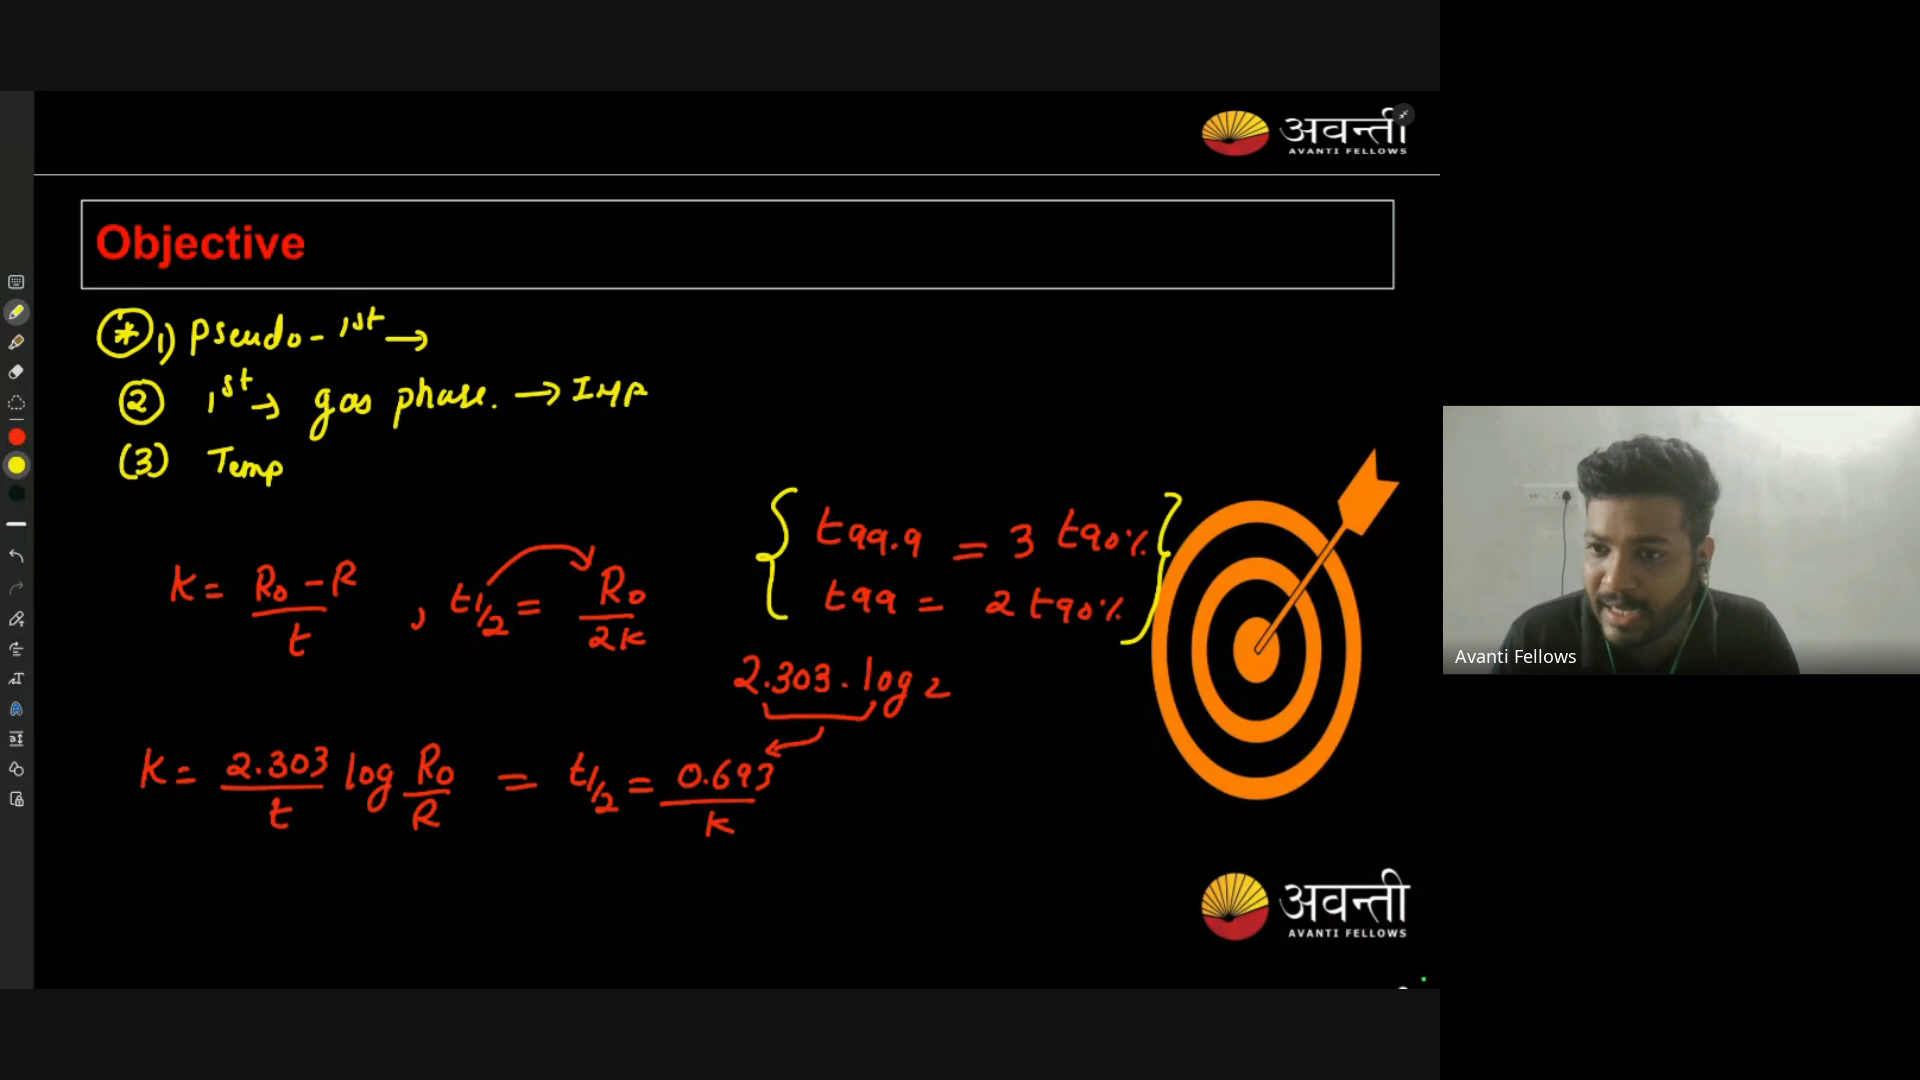 अवन्ती
AVANTI FELLOWS
Objective
* 1) Pseudo - 1st →
② 1st → gas phase. → IMP
(3) Temp
{ t99.9 = 3 t90% }
t99 = 2 t90%
K = R0 - R / t , t1/2 = R0 / 2K
2.303 . log 2
K = 2.303 / t log R0 / R = t1/2 = 0.693 / K
Avanti Fellows
अवन्ती
AVANTI FELLOWS